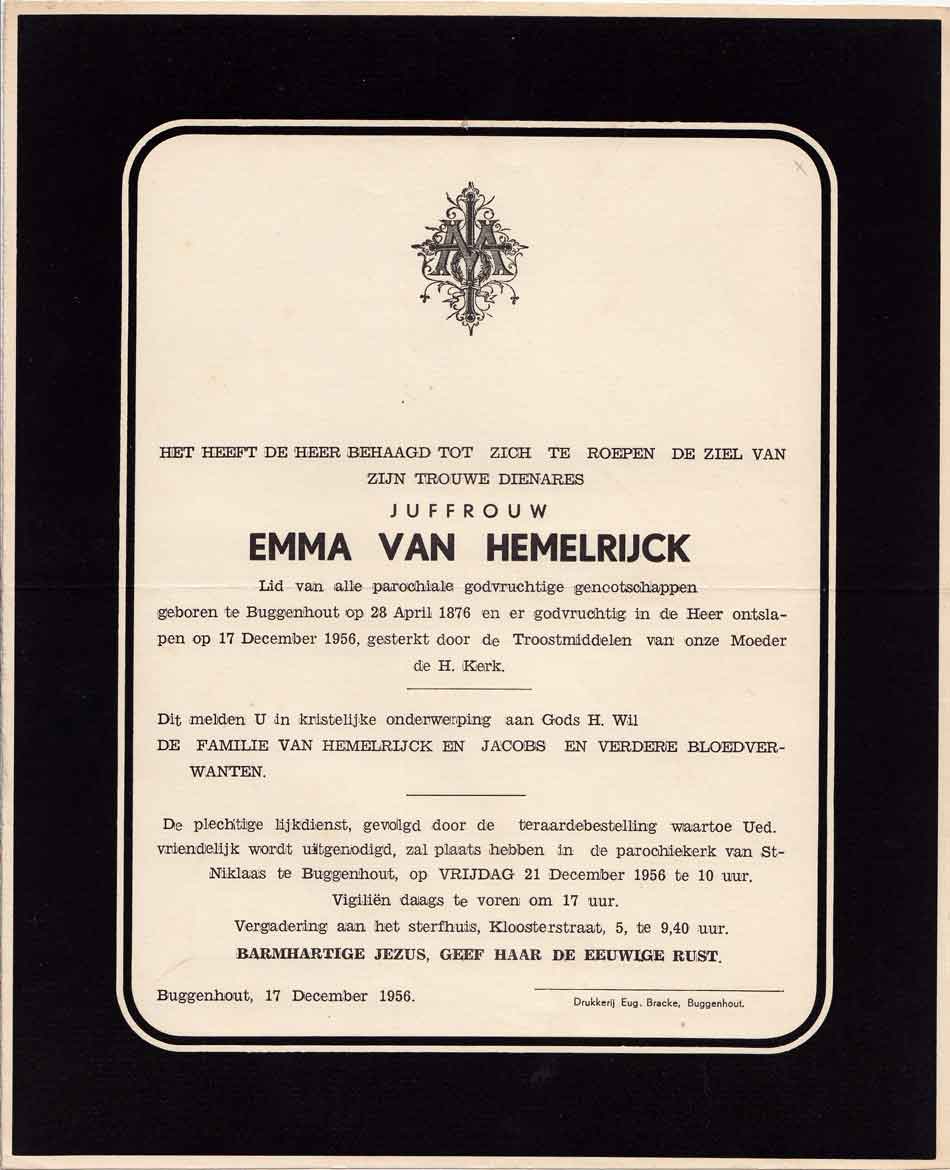 HET HEEFT DE HEER BEHAAGD TOT ZICH TE ROEPEN DE ZIEL VAN
ZIJN TROUWE DIENARES
JUFFROUW
EMMA VAN HEMELRIJCK
Lid van alle parochiale godvruchtige genootschappen
geboren te Buggenhout op 28 April 1876 en er godvruchtig in de Heer ontsla-
pen op 17 December 1956, gesterkt door de Troostmiddelen van onze Moeder
de H. Kerk.
Dit melden U in kristelijke onderwerping aan Gods H. Wil
DE FAMILIE VAN HEMELRIJCK EN JACOBS EN VERDERE BLOEDVER-
WANTEN.
De plechtige lijkdienst, gevolgd door de teraardebestelling waartoe Ued.
vriendelijk wordt uitgenodigd, zal plaats hebben in de parochiekerk van St-
Niklaas te Buggenhout, op VRIJDAG 21 December 1956 te 10 uur.
Vigiliën daags te voren om 17 uur.
Vergadering aan het sterfhuis, Kloosterstraat, 5, te 9,40 uur.
BARMHARTIGE JEZUS, GEEF HAAR DE EEUWIGE RUST.
Buggenhout, 17 December 1956.
Drukkerij Eug. Bracke, Buggenhout.